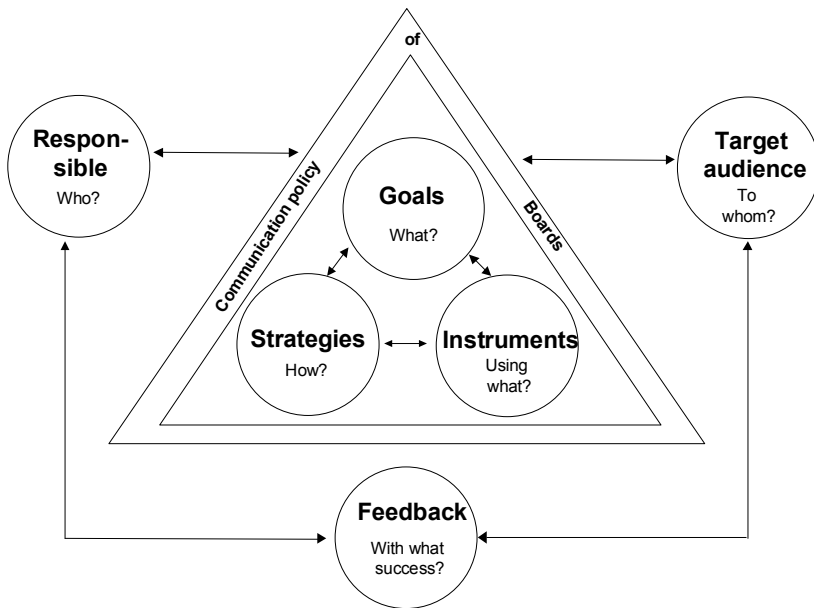 of
Communication policy
Boards
Respon-
sible
Who?
Target
audience
To
whom?
Goals
What?
Strategies
How?
Instruments
Using
what?
Feedback
With what
success?